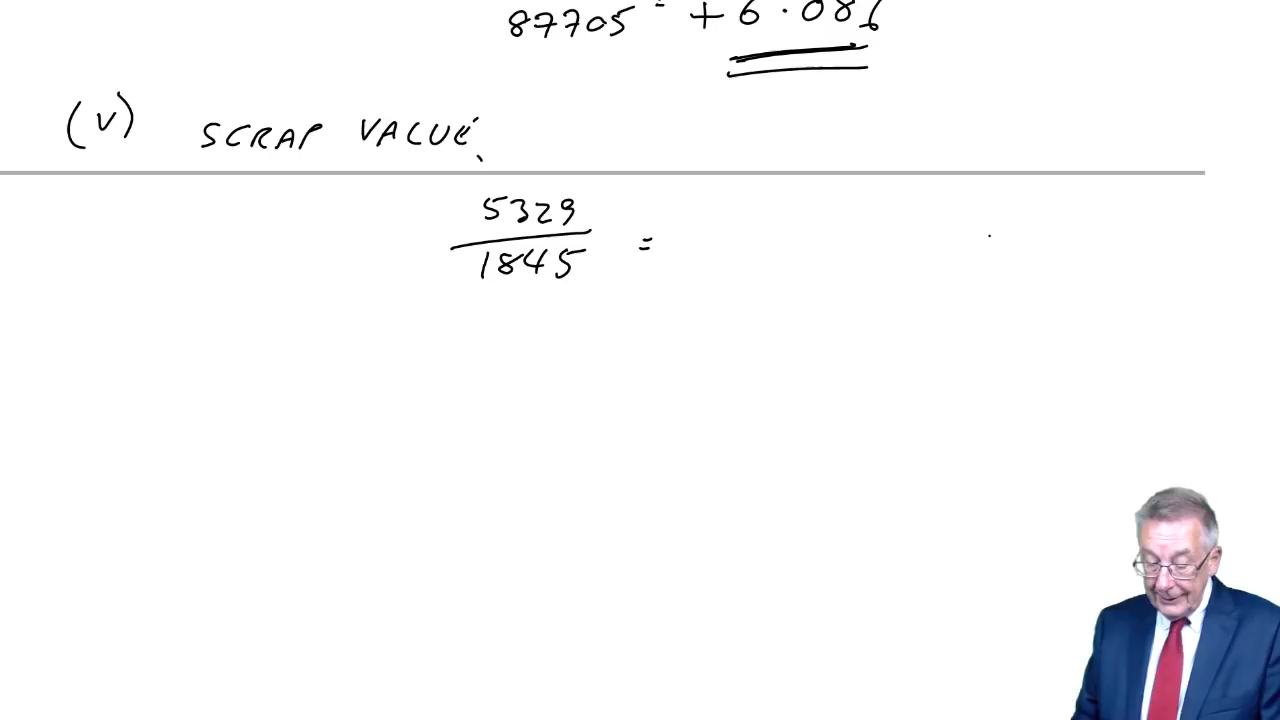 87705 = + 6.086
(v) SCRAP VALUE.
5329
1845 =